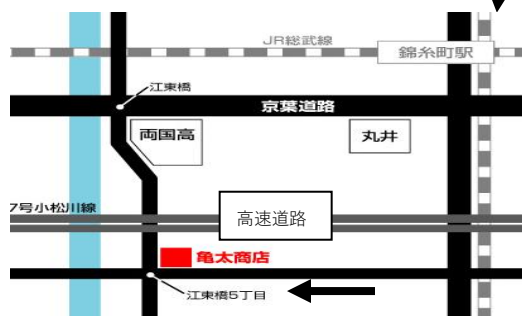 JR総武線
錦糸町駅
江東橋
京葉道路
両国高
丸井
7号小松川線
高速道路
亀太商店
江東橋5丁目